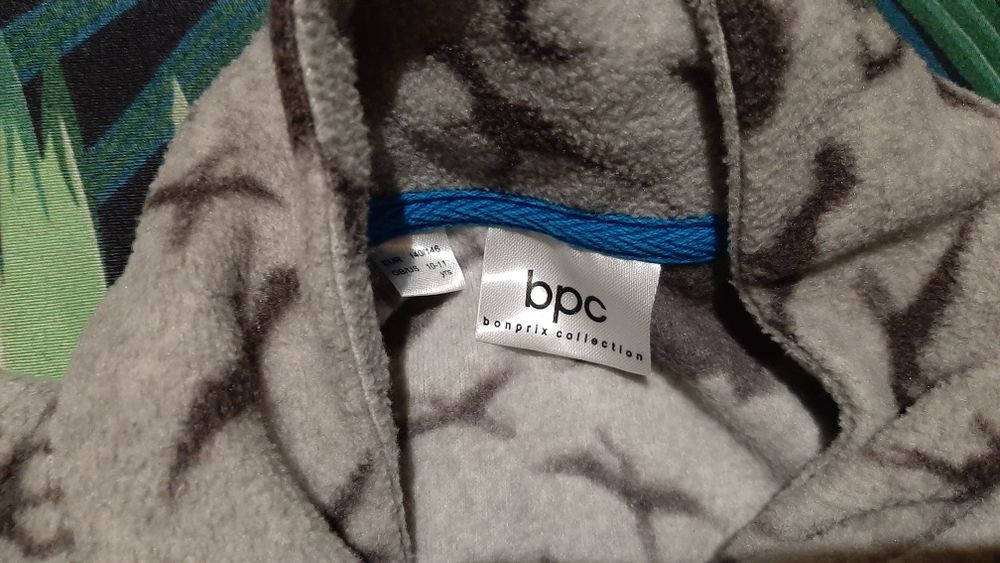 EUR 140/146
GB/US 10-11
yrs
bpc
bonprix collection